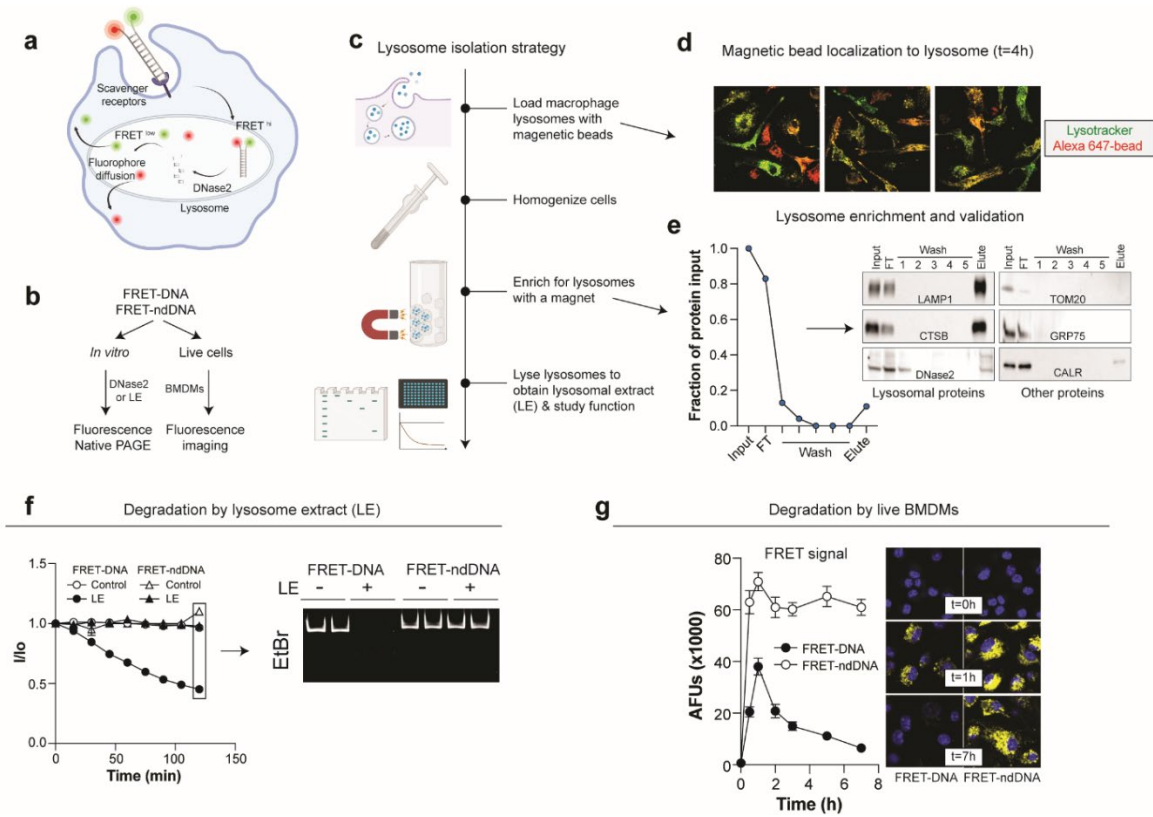 a
Scavenger
receptors
FRET low
FRET hi
Fluorophore
diffusion
DNase2
Lysosome
b
FRET-DNA
FRET-ndDNA
In vitro
Live cells
DNase2
or LE
BMDMs
Fluorescence
Native PAGE
Fluorescence
imaging
c
Lysosome isolation strategy
Load macrophage
lysosomes with
magenetic beads
Homogenize cells
Enrich for lysosomes
with a magnet
Lyse lysosomes to
obtain lysosomal extract
(LE) & study function
d
Magnetic bead localization to lysosome (t=4h)
Lysotracker
Alexa 647-bead
Lysosome enrichment and validation
e
Fraction of protein input
1.0
0.8
0.6
0.4
0.2
0.0
Input
FT
Wash
Elute
Input
FT
Wash
1 2 3 4 5
Elute
LAMP1
CTSB
DNase2
Lysosomal proteins
Input
FT
Wash
1 2 3 4 5
Elute
TOM20
GRP75
CALR
Other proteins
f
Degradation by lysosome extract (LE)
I/Io
1.5
1.0
0.5
0.0
0 50 100 150
Time (min)
FRET-DNA FRET-ndDNA
Control Control
LE LE
FRET-DNA FRET-ndDNA
LE - + - +
EtBr
g
Degradation by live BMDMs
FRET signal
AFUs (x1000)
80
60
40
20
0
0 2 4 6 8
Time (h)
FRET-DNA
FRET-ndDNA
t=0h
t=1h
t=7h
FRET-DNA FRET-ndDNA